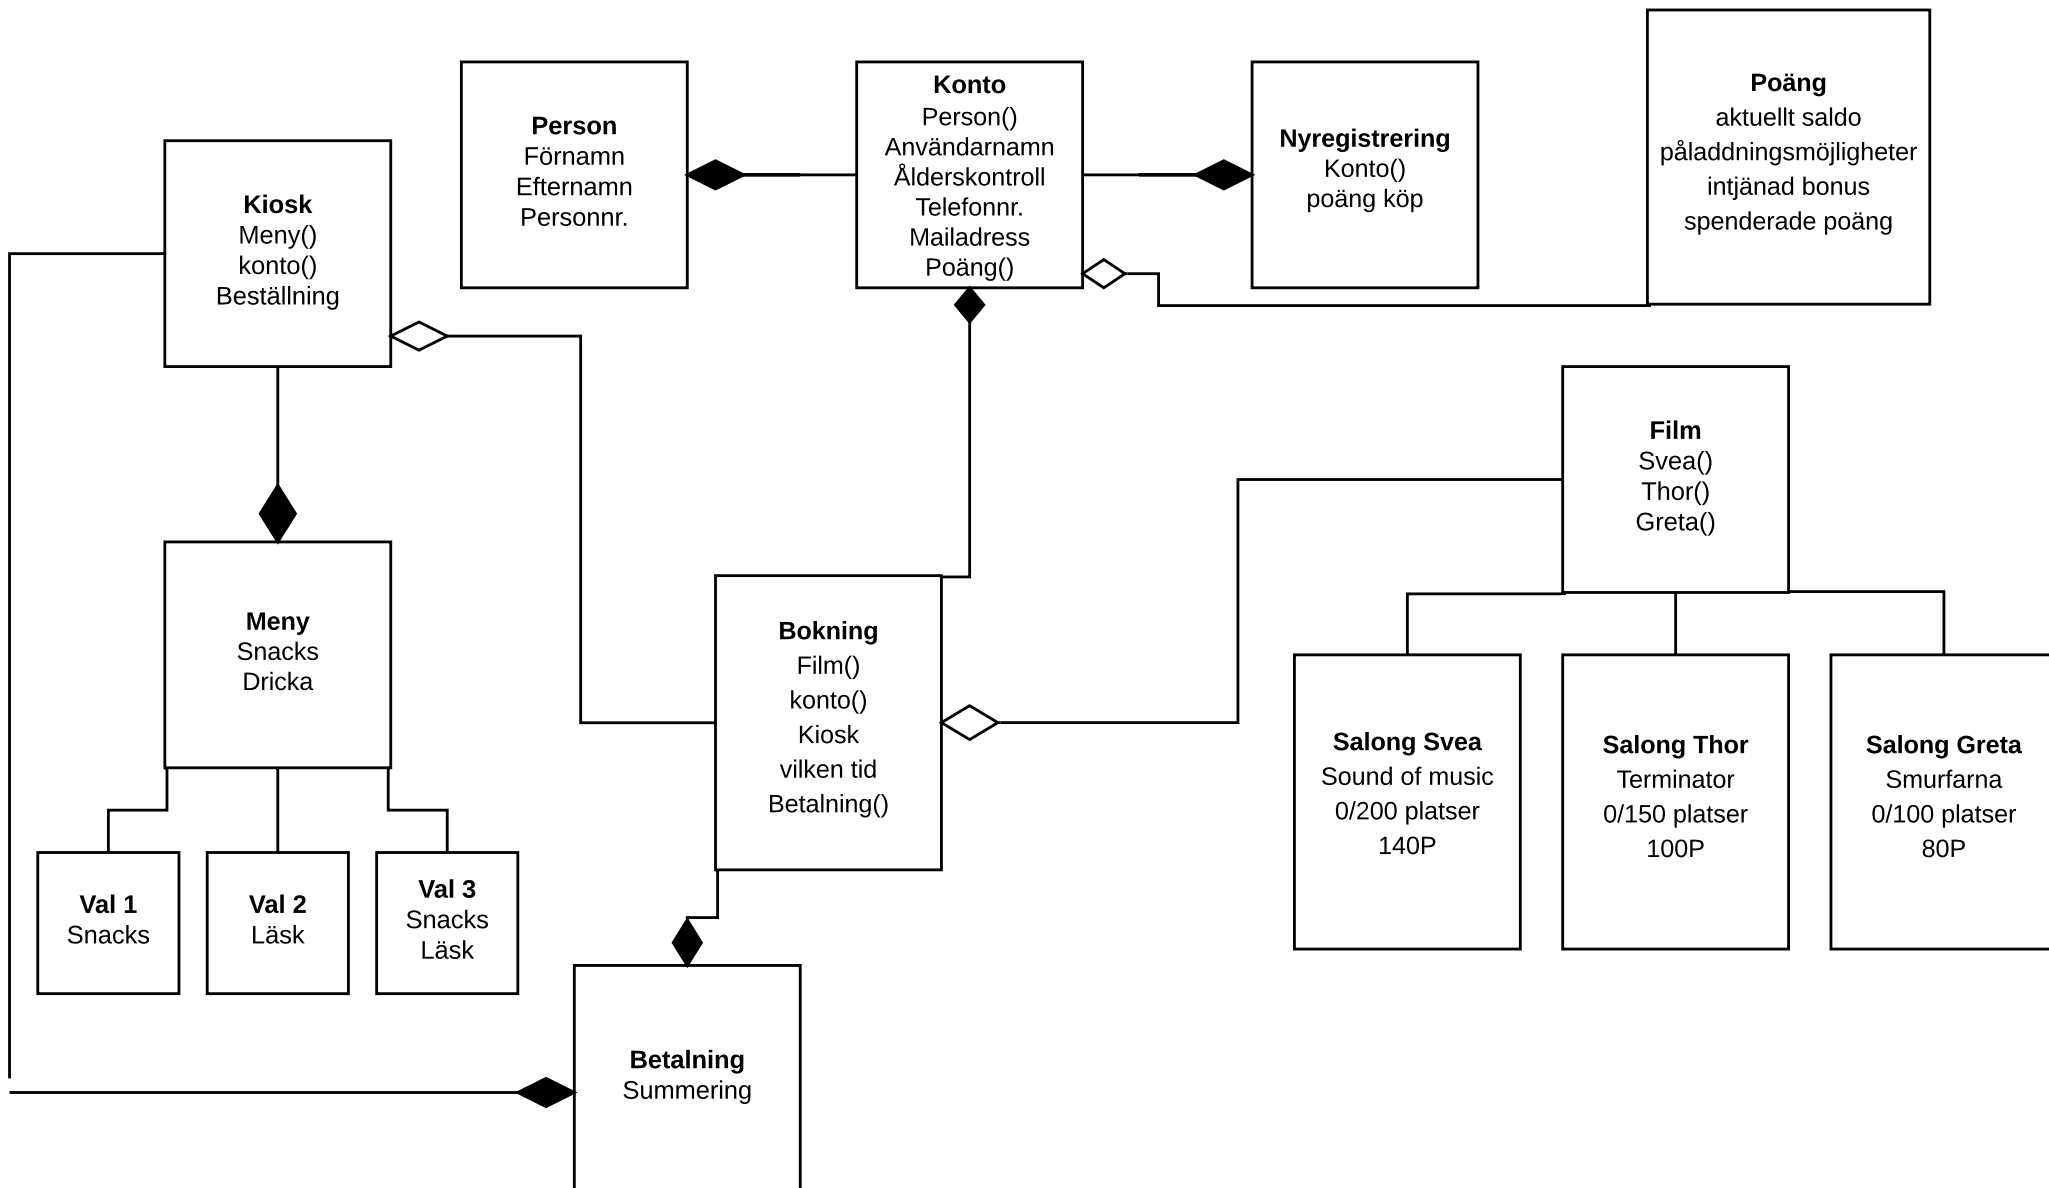 Person
Förnamn
Efternamn
Personnr.
Konto
Person()
Användarnamn
Ålderskontroll
Telefonnr.
Mailadress
Poäng()
Nyregistrering
Konto()
poäng köp
Poäng
aktuellt saldo
påladdningsmöjligheter
intjänad bonus
spenderade poäng
Kiosk
Meny()
konto()
Beställning
Film
Svea()
Thor()
Greta()
Meny
Snacks
Dricka
Bokning
Film()
konto()
Kiosk
vilken tid
Betalning()
Salong Svea
Sound of music
0/200 platser
140P
Salong Thor
Terminator
0/150 platser
100P
Salong Greta
Smurfarna
0/100 platser
80P
Val 1
Snacks
Val 2
Läsk
Val 3
Snacks
Läsk
Betalning
Summering